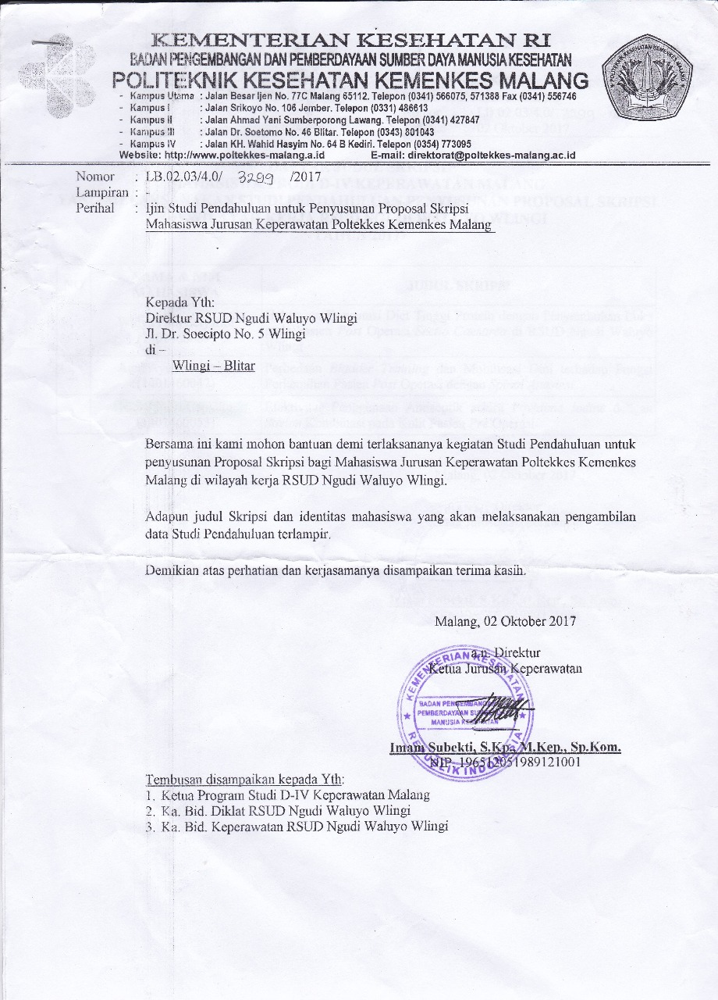 KEMENTERIAN KESEHATAN RI
BADAN PENGEMBANGAN DAN PEMBERDAYAAN SUMBER DAYA MANUSIA KESEHATAN
POLITEKNIK KESEHATAN KEMENKES MALANG
- Kampus Utama : Jalan Besar Ijen No. 77C Malang 65112. Telepon (0341) 566075, 571388 Fax (0341) 556746
- Kampus I : Jalan Srikoyo No. 106 Jember. Telepon (0331) 486613
- Kampus II : Jalan Ahmad Yani Sumberporong Lawang. Telepon (0341) 427847
- Kampus III : Jalan Dr. Soetomo No. 46 Blitar. Telepon (0343) 801043
- Kampus IV : Jalan KH. Wahid Hasyim No. 64 B Kediri. Telepon (0354) 773095
Website: http://www.poltekkes-malang.a.id E-mail: direktorat@poltekkes-malang.ac.id
Nomor : LB.02.03/4.0/ 3299 /2017
Lampiran : -
Perihal : Ijin Studi Pendahuluan untuk Penyusunan Proposal Skripsi
Mahasiswa Jurusan Keperawatan Poltekkes Kemenkes Malang
Kepada Yth:
Direktur RSUD Ngudi Waluyo Wlingi
Jl. Dr. Soecipto No. 5 Wlingi
di –
Wlingi – Blitar
Bersama ini kami mohon bantuan demi terlaksananya kegiatan Studi Pendahuluan untuk
penyusunan Proposal Skripsi bagi Mahasiswa Jurusan Keperawatan Poltekkes Kemenkes
Malang di wilayah kerja RSUD Ngudi Waluyo Wlingi.
Adapun judul Skripsi dan identitas mahasiswa yang akan melaksanakan pengambilan
data Studi Pendahuluan terlampir.
Demikian atas perhatian dan kerjasamanya disampaikan terima kasih.
Malang, 02 Oktober 2017
a.n. Direktur
Ketua Jurusan Keperawatan
KEMENTERIAN KESEHATAN
BADAN PENGEMBANGAN
PEMBERDAYAAN SUMBER
MANUSIA KESEHATAN
REPUBLIK INDONESIA
Imam Subekti, S.Kp., M.Kep., Sp.Kom.
NIP. 196512051989121001
Tembusan disampaikan kepada Yth:
1. Ketua Program Studi D-IV Keperawatan Malang
2. Ka. Bid. Diklat RSUD Ngudi Waluyo Wlingi
3. Ka. Bid. Keperawatan RSUD Ngudi Waluyo Wlingi